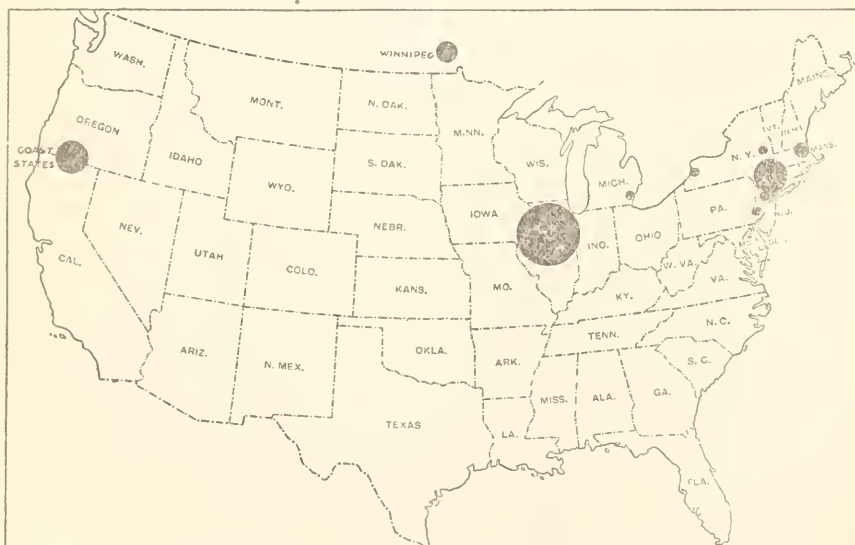 WINNIPEG
WASH.
MONT.
N. OAK.
MINN.
MAINE
OREGON
COAST
STATES
IDAHO
S. DAK.
WIS.
MICH.
N.Y.
VT.
N.H.
MASS.
WYO.
IOWA
NEBR.
PA.
N.J.
NEV.
UTAH
COLO.
IND.
OHIO
CAL.
KANS.
MO.
W. VA.
VA.
KY.
ARIZ.
N. MEX.
OKLA.
ARK.
TENN.
N.C.
S. C.
MISS.
ALA.
GA.
TEXAS
LA.
FLA.